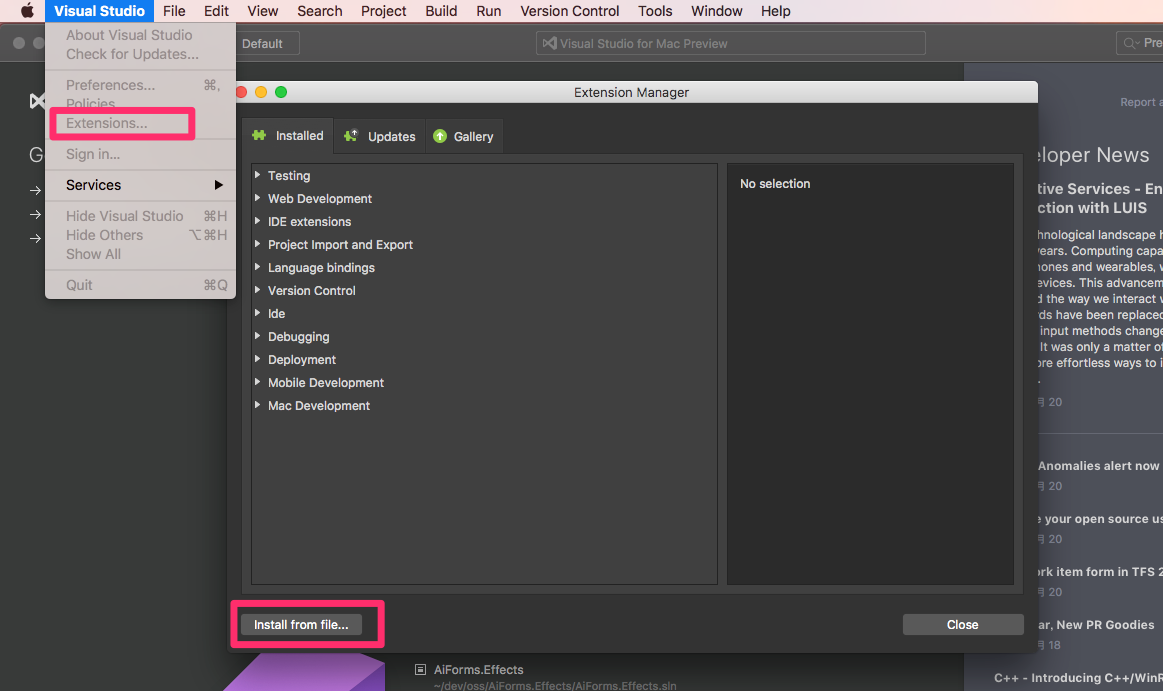 Visual Studio File Edit View Search Project Build Run Version Control Tools Window Help
About Visual Studio
Check for Updates...
Preferences... ⌘,
Policies
Extensions...
Sign in...
Services
Hide Visual Studio ⌘H
Hide Others ⌥⌘H
Show All
Quit ⌘Q
Default
Visual Studio for Mac Preview
Pre
G
Extension Manager
Installed Updates Gallery
Testing
Web Development
IDE extensions
Project Import and Export
Language bindings
Version Control
Ide
Debugging
Deployment
Mobile Development
Mac Development
No selection
Install from file...
Close
AiForms.Effects
~/dev/oss/AiForms.Effects/AiForms.Effects.sln
Report a
eloper News
tive Services - En
ction with LUIS
hnological landscape h
years. Computing capa
hones and wearables, w
evices. This advancem
d the way we interact w
rds have been replaced
input methods change
It was only a matter of
ore effortless ways to i
.
月 20
Anomalies alert now
月 20
e your open source us
月 20
ork item form in TFS 2
月 20
ar, New PR Goodies
月 18
C++ - Introducing C++/WinR